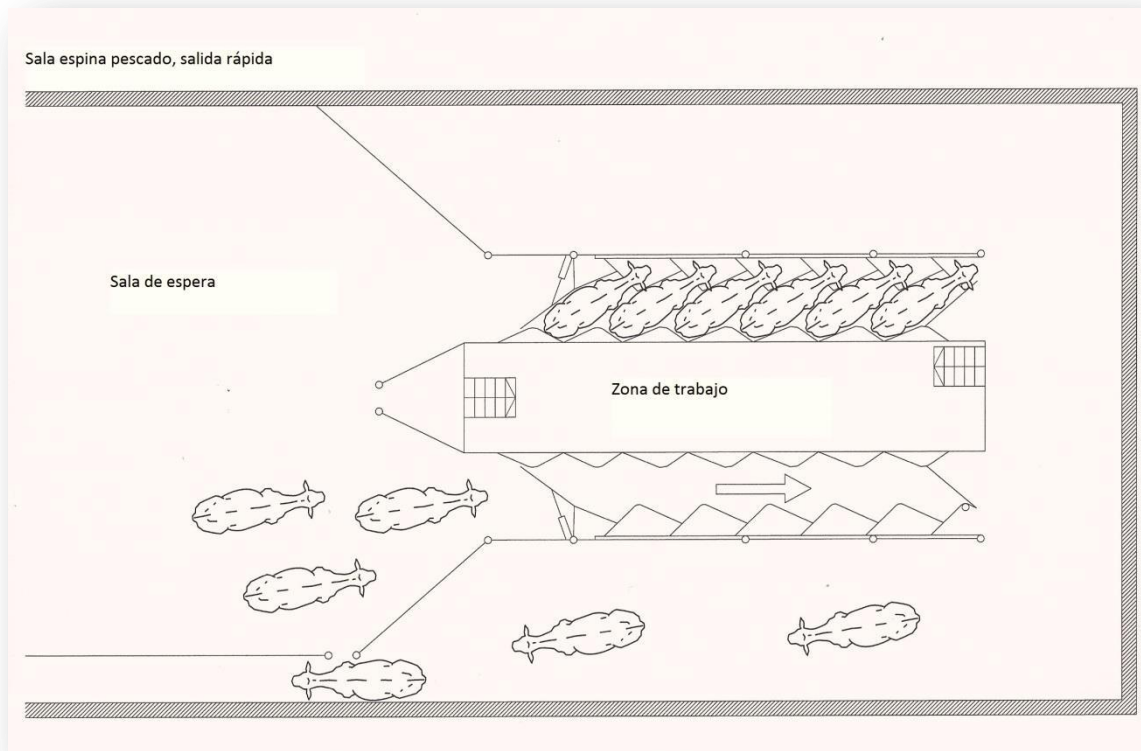 Sala espina pescado, salida rápida
Sala de espera
Zona de trabajo